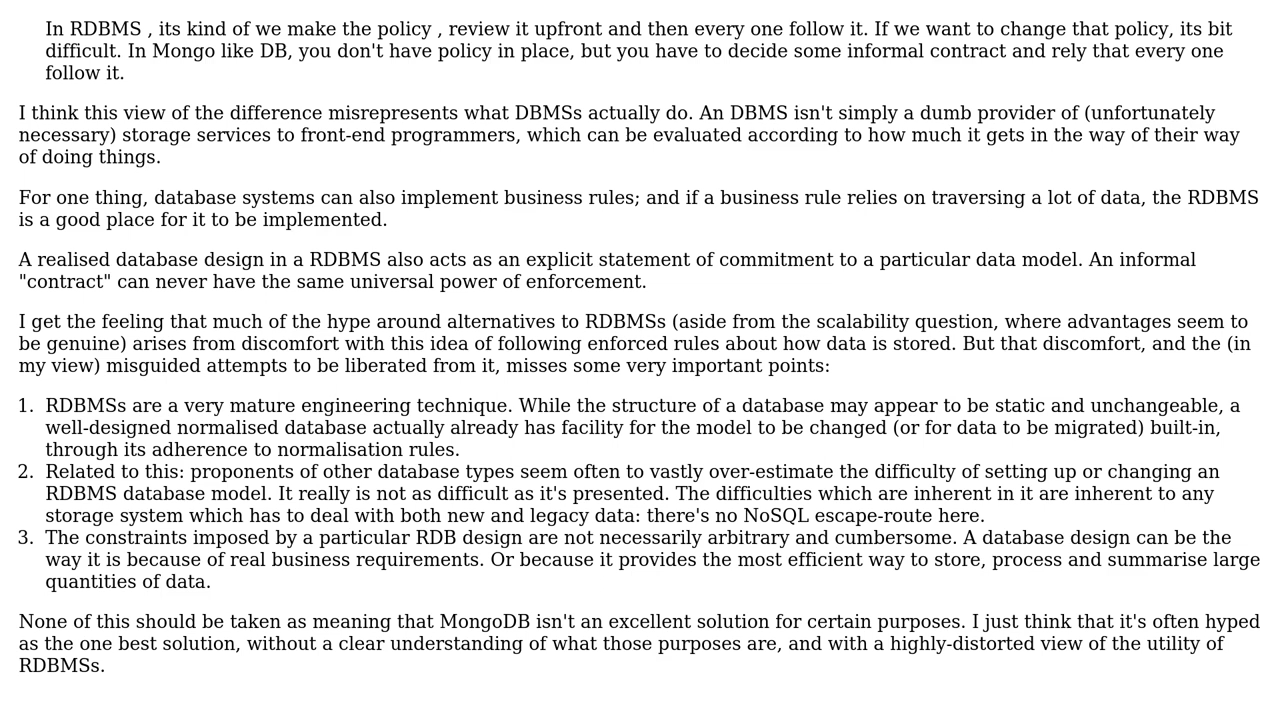 In RDBMS , its kind of we make the policy , review it upfront and then every one follow it. If we want to change that policy, its bit
difficult. In Mongo like DB, you don't have policy in place, but you have to decide some informal contract and rely that every one
follow it.
I think this view of the difference misrepresents what DBMSs actually do. An DBMS isn't simply a dumb provider of (unfortunately
necessary) storage services to front-end programmers, which can be evaluated according to how much it gets in the way of their way
of doing things.
For one thing, database systems can also implement business rules; and if a business rule relies on traversing a lot of data, the RDBMS
is a good place for it to be implemented.
A realised database design in a RDBMS also acts as an explicit statement of commitment to a particular data model. An informal
"contract" can never have the same universal power of enforcement.
I get the feeling that much of the hype around alternatives to RDBMSs (aside from the scalability question, where advantages seem to
be genuine) arises from discomfort with this idea of following enforced rules about how data is stored. But that discomfort, and the (in
my view) misguided attempts to be liberated from it, misses some very important points:
1. RDBMSs are a very mature engineering technique. While the structure of a database may appear to be static and unchangeable, a
well-designed normalised database actually already has facility for the model to be changed (or for data to be migrated) built-in,
through its adherence to normalisation rules.
2. Related to this: proponents of other database types seem often to vastly over-estimate the difficulty of setting up or changing an
RDBMS database model. It really is not as difficult as it's presented. The difficulties which are inherent in it are inherent to any
storage system which has to deal with both new and legacy data: there's no NoSQL escape-route here.
3. The constraints imposed by a particular RDB design are not necessarily arbitrary and cumbersome. A database design can be the
way it is because of real business requirements. Or because it provides the most efficient way to store, process and summarise large
quantities of data.
None of this should be taken as meaning that MongoDB isn't an excellent solution for certain purposes. I just think that it's often hyped
as the one best solution, without a clear understanding of what those purposes are, and with a highly-distorted view of the utility of
RDBMSs.